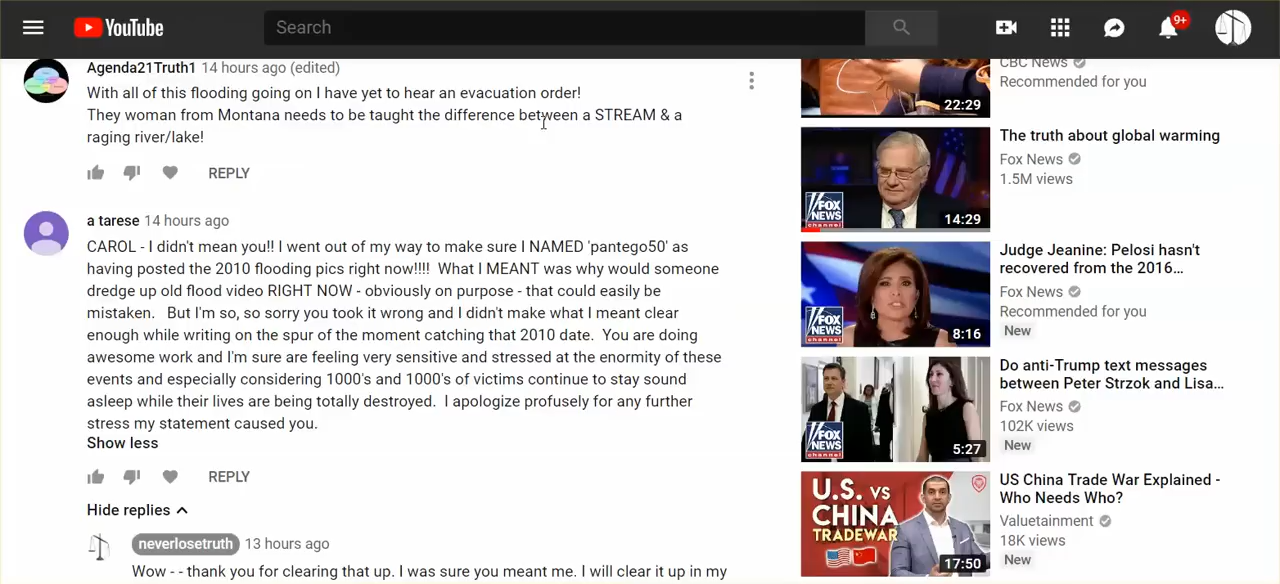 YouTube
Search
9+
Agenda21Truth1 14 hours ago (edited)
With all of this flooding going on I have yet to hear an evacuation order!
They woman from Montana needs to be taught the difference between a STREAM & a
raging river/lake!
REPLY
a tarese 14 hours ago
CAROL - I didn't mean you!! I went out of my way to make sure I NAMED 'pantego50' as
having posted the 2010 flooding pics right now!!!!  What I MEANT was why would someone
dredge up old flood video RIGHT NOW - obviously on purpose - that could easily be
mistaken.   But I'm so, so sorry you took it wrong and I didn't make what I meant clear
enough while writing on the spur of the moment catching that 2010 date.  You are doing
awesome work and I'm sure are feeling very sensitive and stressed at the enormity of these
events and especially considering 1000's and 1000's of victims continue to stay sound
asleep while their lives are being totally destroyed.  I apologize profusely for any further
stress my statement caused you.
Show less
REPLY
Hide replies
neverlosetruth 13 hours ago
Wow - - thank you for clearing that up. I was sure you meant me. I will clear it up in my
CBC News
Recommended for you
22:29
The truth about global warming
Fox News
1.5M views
FOX
NEWS
channel
14:29
Judge Jeanine: Pelosi hasn't
recovered from the 2016...
Fox News
Recommended for you
New
FOX
NEWS
channel
8:16
Do anti-Trump text messages
between Peter Strzok and Lisa...
Fox News
102K views
New
FOX
NEWS
channel
5:27
US China Trade War Explained -
Who Needs Who?
Valuetainment
18K views
New
U.S. VS
CHINA
TRADEWAR
17:50